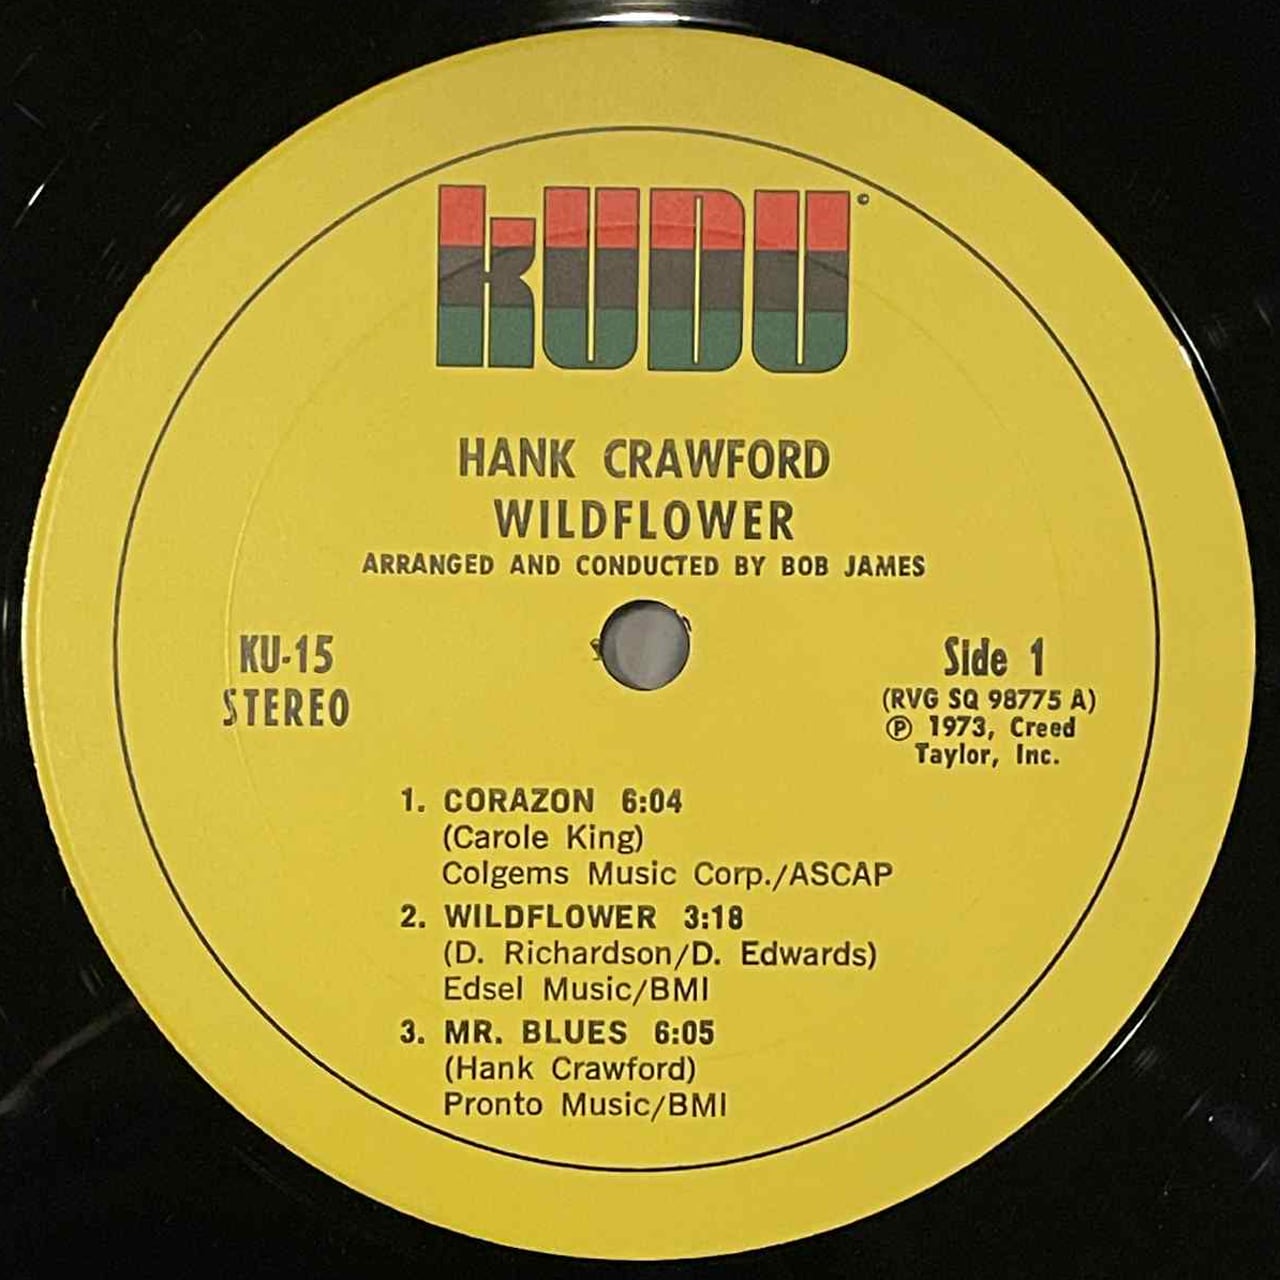 kUDU ©
HANK CRAWFORD
WILDFLOWER
ARRANGED AND CONDUCTED BY BOB JAMES
KU-15
STEREO
Side 1
(RVG SQ 98775 A)
℗ 1973, Creed
Taylor, Inc.
1. CORAZON 6:04
(Carole King)
Colgems Music Corp./ASCAP
2. WILDFLOWER 3:18
(D. Richardson/D. Edwards)
Edsel Music/BMI
3. MR. BLUES 6:05
(Hank Crawford)
Pronto Music/BMI